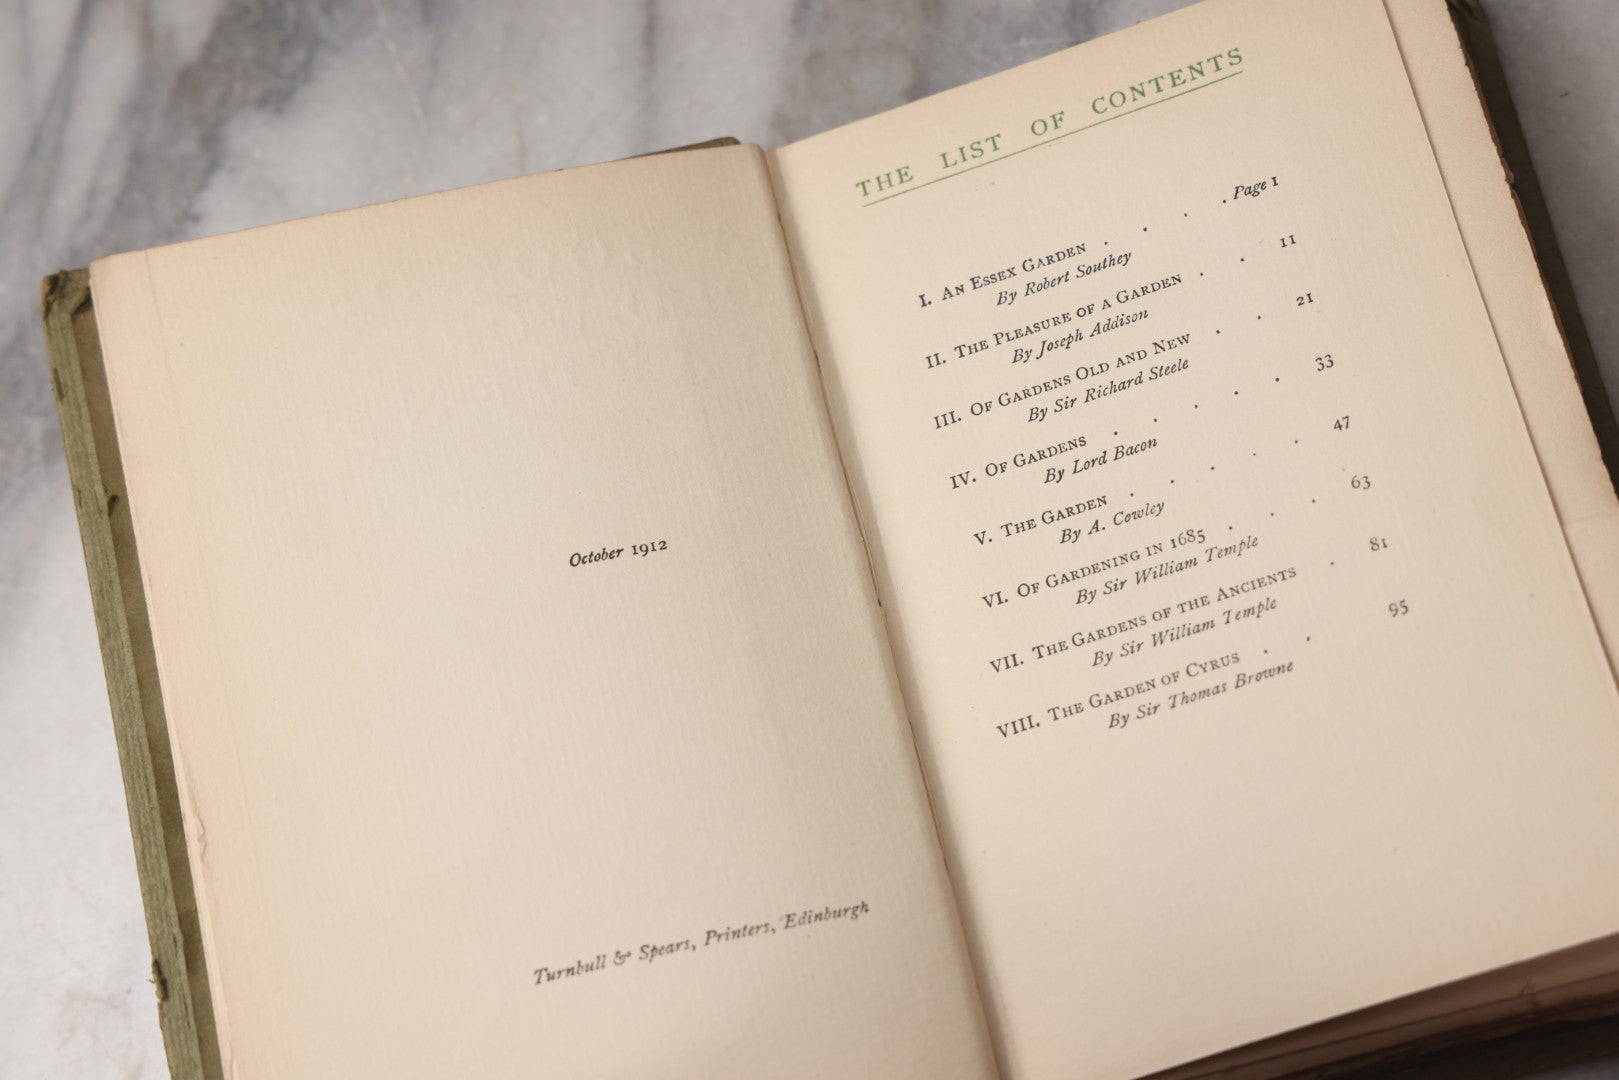 October 1912
Turnbull & Spears, Printers, Edinburgh
THE LIST OF CONTENTS
I. An Essex Garden . . . . Page 1
By Robert Southey
II. The Pleasure of a Garden . . 11
By Joseph Addison
III. Of Gardens Old and New . . 21
By Sir Richard Steele
IV. Of Gardens . . . . . 33
By Lord Bacon
V. The Garden . . . . . 47
By A. Cowley
VI. Of Gardening in 1685 . . . 63
By Sir William Temple
VII. The Gardens of the Ancients . 81
By Sir William Temple
VIII. The Garden of Cyrus . . 95
By Sir Thomas Browne